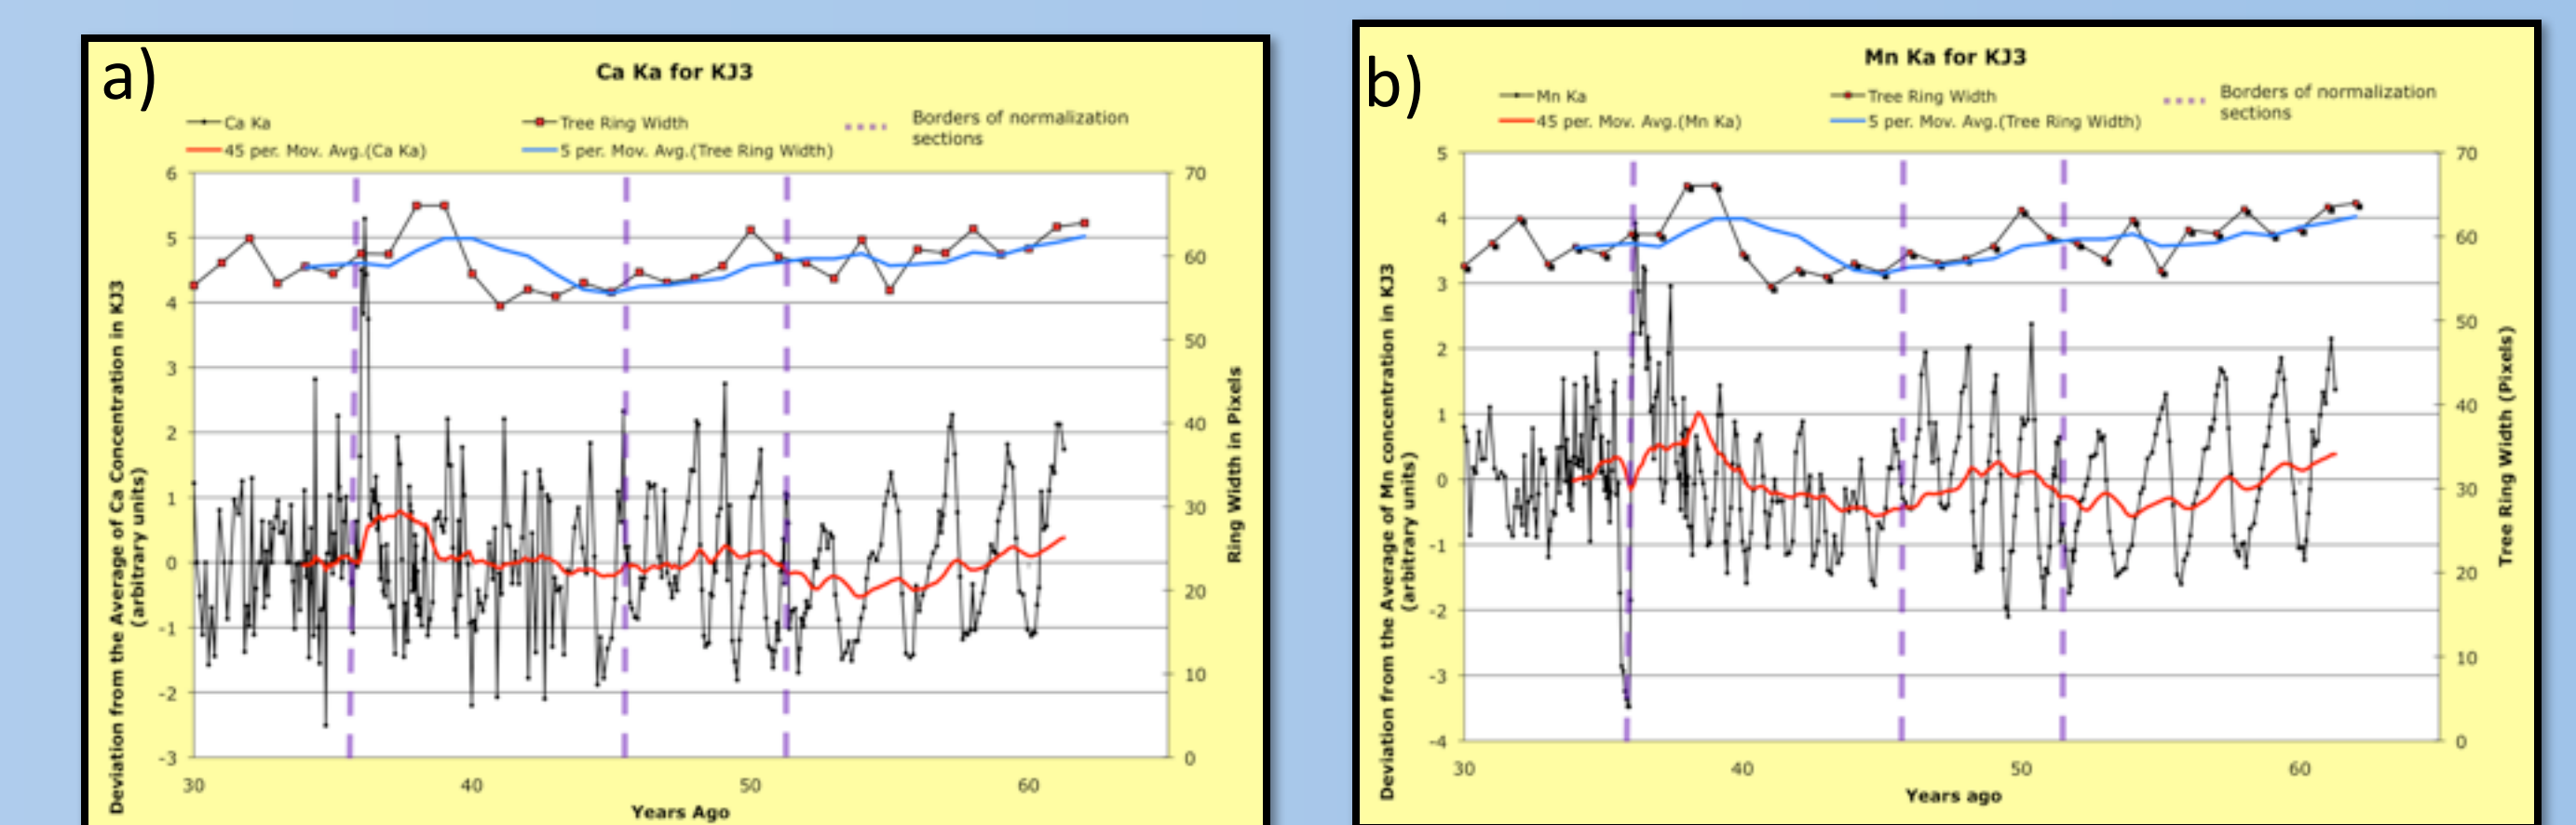 a)
Ca Ka for KJ3
Ca Ka
Tree Ring Width
Borders of normalization
sections
45 per. Mov. Avg.(Ca Ka)
5 per. Mov. Avg.(Tree Ring Width)
6
5
4
3
2
1
0
-1
-2
-3
70
60
50
40
30
20
10
0
30
40
50
60
Deviation from the Average of Ca Concentration in KJ3
(arbitrary units)
Ring Width in Pixels
Years Ago
b)
Mn Ka for KJ3
Mn Ka
Tree Ring Width
Borders of normalization
sections
45 per. Mov. Avg.(Mn Ka)
5 per. Mov. Avg.(Tree Ring Width)
5
4
3
2
1
0
-1
-2
-3
-4
70
60
50
40
30
20
10
0
30
40
50
60
Deviation from the Average of Mn concentration in KJ3
(arbitrary units)
Tree Ring Width (Pixels)
Years ago